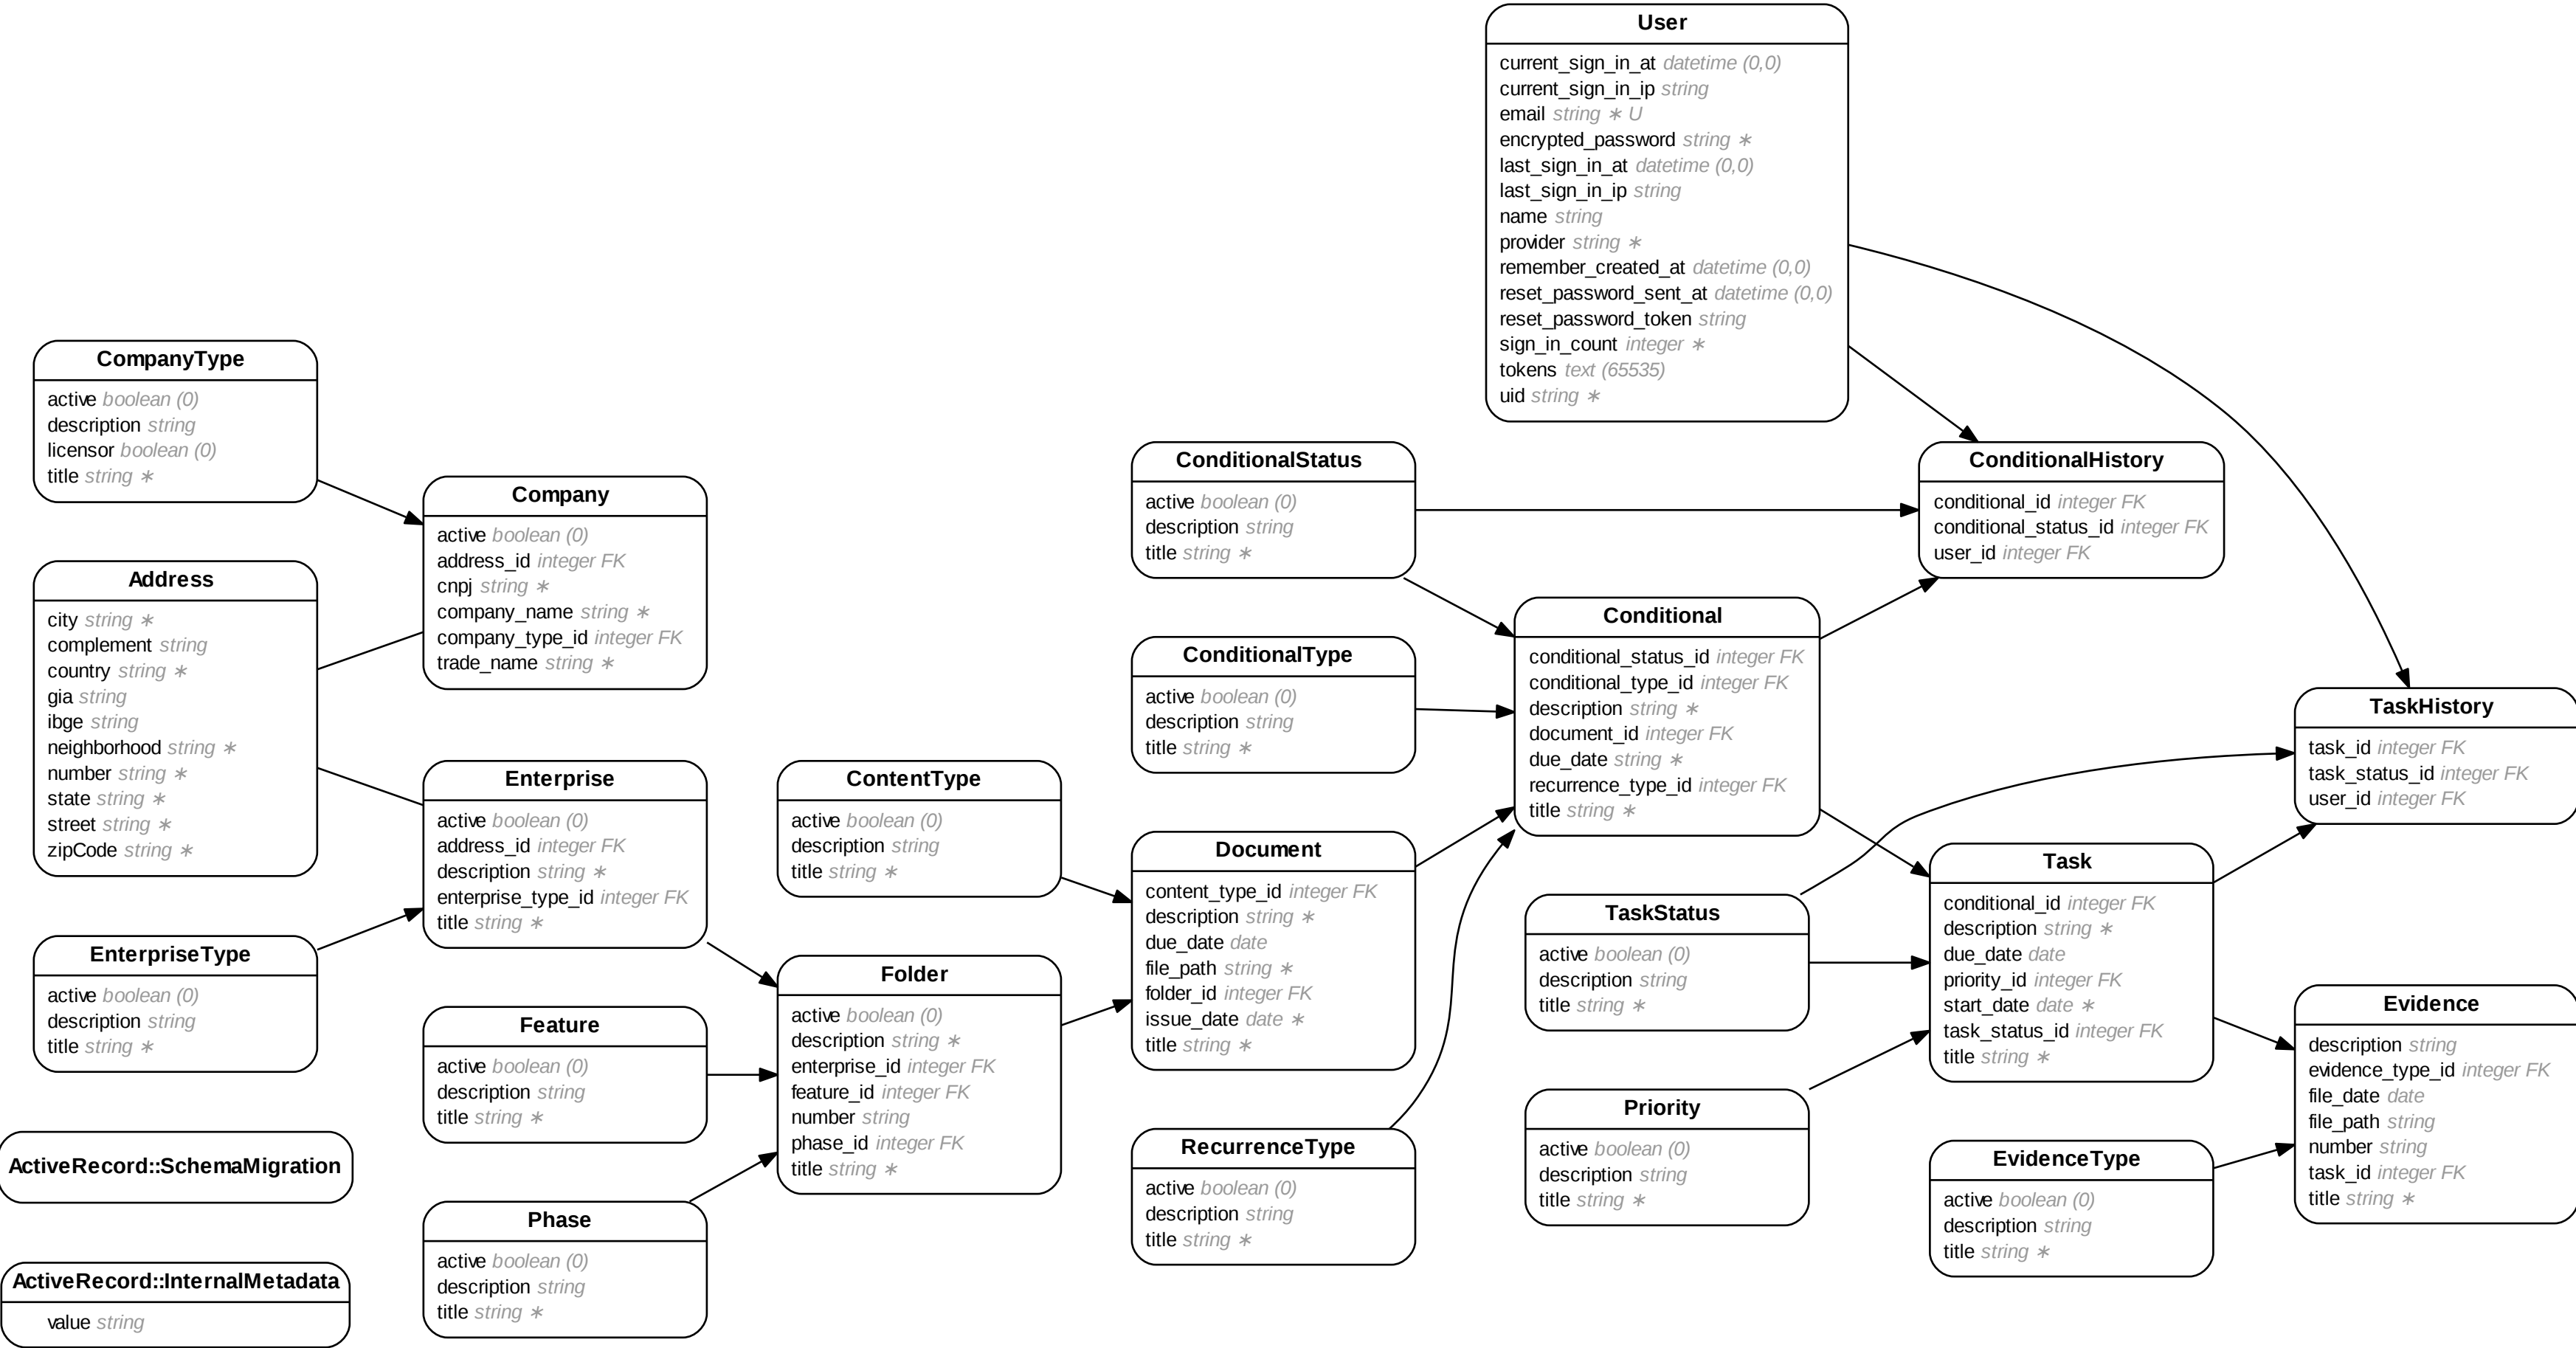 User
current_sign_in_at datetime (0,0)
current_sign_in_ip string
email string ∗ U
encrypted_password string ∗
last_sign_in_at datetime (0,0)
last_sign_in_ip string
name string
provider string ∗
remember_created_at datetime (0,0)
reset_password_sent_at datetime (0,0)
reset_password_token string
sign_in_count integer ∗
tokens text (65535)
uid string ∗
CompanyType
active boolean (0)
description string
licensor boolean (0)
title string ∗
Company
active boolean (0)
address_id integer FK
cnpj string ∗
company_name string ∗
company_type_id integer FK
trade_name string ∗
Address
city string ∗
complement string
country string ∗
gia string
ibge string
neighborhood string ∗
number string ∗
state string ∗
street string ∗
zipCode string ∗
Enterprise
active boolean (0)
address_id integer FK
description string ∗
enterprise_type_id integer FK
title string ∗
EnterpriseType
active boolean (0)
description string
title string ∗
Feature
active boolean (0)
description string
title string ∗
Phase
active boolean (0)
description string
title string ∗
ActiveRecord::SchemaMigration
ActiveRecord::InternalMetadata
value string
ContentType
active boolean (0)
description string
title string ∗
Folder
active boolean (0)
description string ∗
enterprise_id integer FK
feature_id integer FK
number string
phase_id integer FK
title string ∗
ConditionalStatus
active boolean (0)
description string
title string ∗
ConditionalType
active boolean (0)
description string
title string ∗
Document
content_type_id integer FK
description string ∗
due_date date
file_path string ∗
folder_id integer FK
issue_date date ∗
title string ∗
RecurrenceType
active boolean (0)
description string
title string ∗
Conditional
conditional_status_id integer FK
conditional_type_id integer FK
description string ∗
document_id integer FK
due_date string ∗
recurrence_type_id integer FK
title string ∗
TaskStatus
active boolean (0)
description string
title string ∗
Priority
active boolean (0)
description string
title string ∗
ConditionalHistory
conditional_id integer FK
conditional_status_id integer FK
user_id integer FK
Task
conditional_id integer FK
description string ∗
due_date date
priority_id integer FK
start_date date ∗
task_status_id integer FK
title string ∗
EvidenceType
active boolean (0)
description string
title string ∗
TaskHistory
task_id integer FK
task_status_id integer FK
user_id integer FK
Evidence
description string
evidence_type_id integer FK
file_date date
file_path string
number string
task_id integer FK
title string ∗